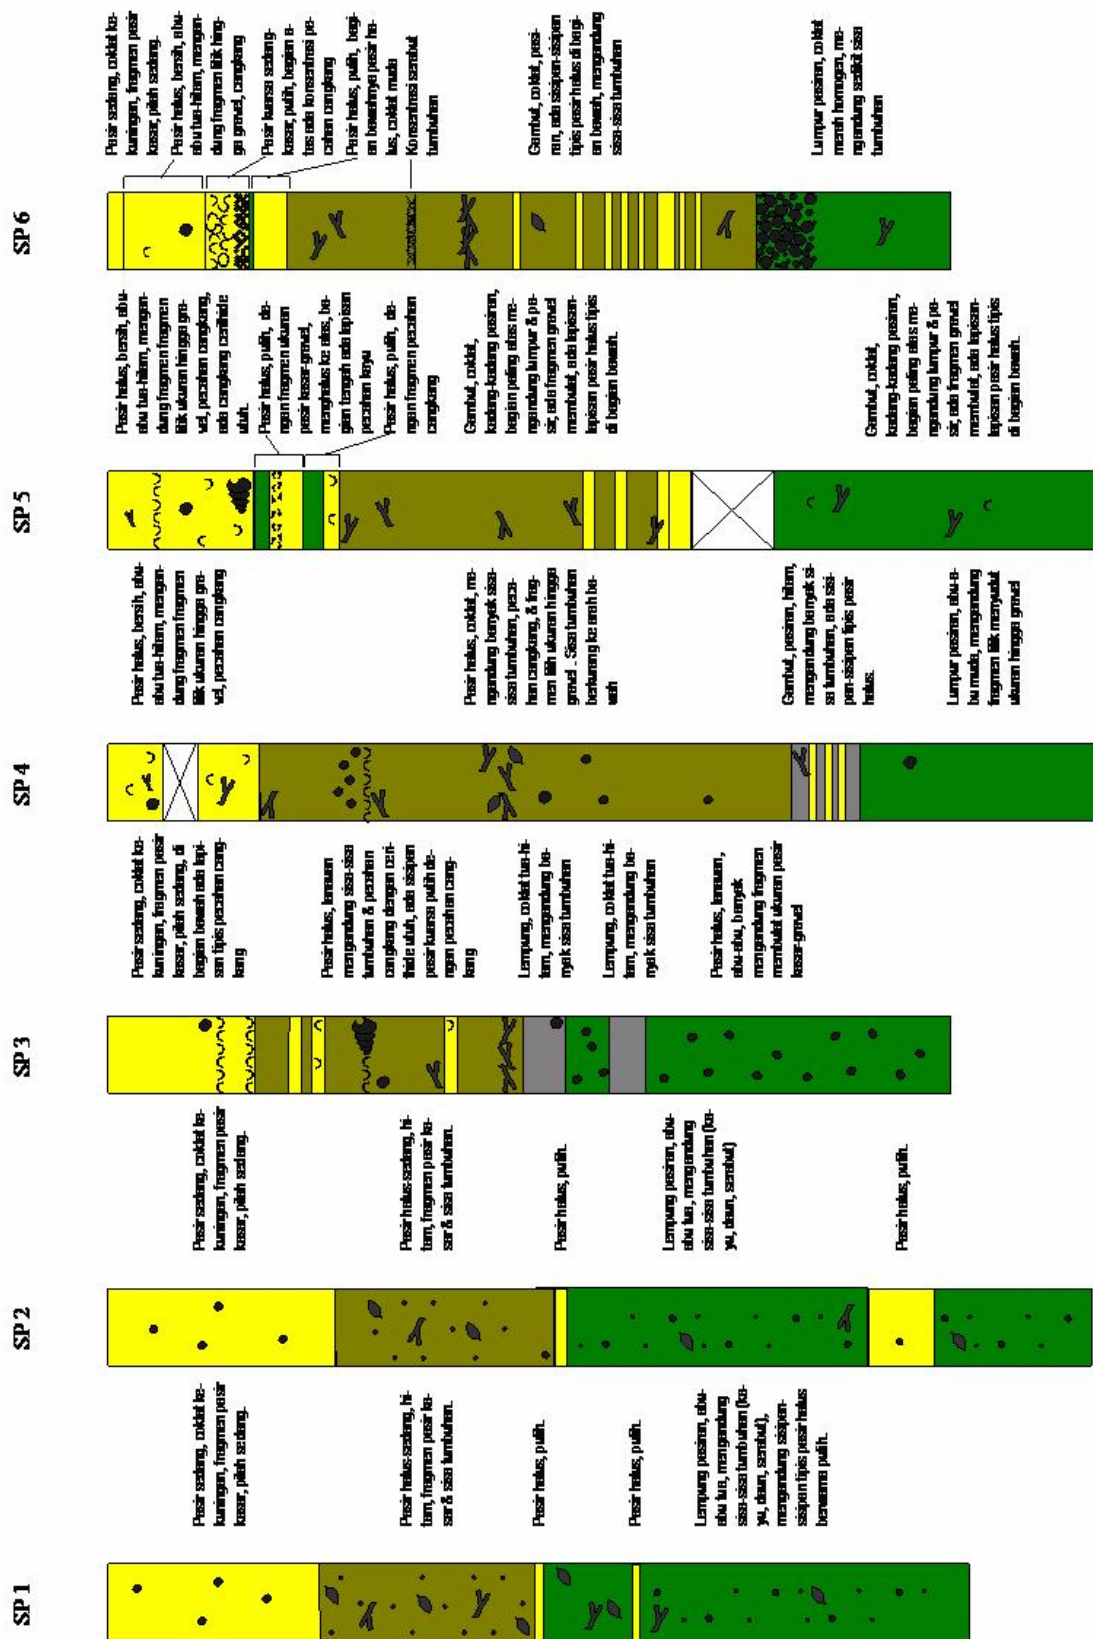 SP 1
Pasir sedang, coklat ke-
kuningan, fragmen pasir
kasar, pilah sedang.
Pasir halus-sedang, hi-
tam, fragmen pasir ka-
sar & sisa tumbuhan.
Pasir halus, putih.
Pasir halus, putih.
Lempung pasiran, abu-
abu tua, mengandung
sisa-sisa tumbuhan (ka-
yu, daun, serabut),
mengandung sisipan-
sisipan tipis pasir halus
berwarna putih.
SP 2
Pasir sedang, coklat ke-
kuningan, fragmen pasir
kasar, pilah sedang.
Pasir halus-sedang, hi-
tam, fragmen pasir ka-
sar & sisa tumbuhan.
Pasir halus, putih.
Lempung pasiran, abu-
abu tua, mengandung
sisa-sisa tumbuhan (ka-
yu, daun, serabut)
Pasir halus, putih.
SP 3
Pasir sedang, coklat ke-
kuningan, fragmen pasir
kasar, pilah sedang, di
bagian bawah ada lapi-
san tipis pecahan cang-
kang
Pasir halus, lanauan
mengandung sisa-sisa
tumbuhan & pecahan
cangkang dengan ceri-
thide utuh, ada sisipan
pasir kuarsa putih de-
ngan pecahan cang-
kang
Lempung, coklat tua-hi-
tam, mengandung ba-
nyak sisa tumbuhan
Lempung, coklat tua-hi-
tam, mengandung ba-
nyak sisa tumbuhan
Pasir halus, lanauan,
abu-abu, banyak
mengandung fragmen
membulat ukuran pasir
kasar-gravel
SP 4
Pasir halus, bersih, abu-
abu tua-hitam, mengan-
dung fragmen fragmen
litik ukuran hingga gra-
vel, pecahan cangkang
Pasir halus, coklat, me-
ngandung banyak sisa-
sisa tumbuhan, peca-
han cangkang, & frag-
men litih ukuran hingga
gravel. Sisa tumbuhan
berkurang ke arah ba-
wah
Gambut, pasiran, hitam,
mengandung banyak si-
sa tumbuhan, ada sisi-
pan-sisipan tipis pasir
halus.
Lumpur pasiran, abu-a-
bu muda, mengandung
fragmen litik menyudut
ukuran hingga gravel
SP 5
Pasir halus, bersih, abu-
abu tua-hitam, mengan-
dung fragmen fragmen
litik ukuran hingga gra-
vel, pecahan cangkang,
ada cangkang cerithide
utuh.
Pasir halus, putih, de-
ngan fragmen ukuran
pasir kasar-gravel,
menghalus ke atas, ba-
gian tengah ada lapisan
pecahan kayu
Pasir halus, putih, de-
ngan fragmen pecahan
cangkang
Gambut, coklat,
kadang-kadang pasiran,
bagian paling atas me-
ngandung lumpur & pa-
sir, ada fragmen gravel
membulat, ada lapisan-
lapisan pasir halus tipis
di bagian bawah.
Gambut, coklat,
kadang-kadang pasiran,
bagian paling atas me-
ngandung lumpur & pa-
sir, ada fragmen gravel
membulat, ada lapisan-
lapisan pasir halus tipis
di bagian bawah.
SP 6
Pasir sedang, coklat ke-
kuningan, fragmen pasir
kasar, pilah sedang.
Pasir halus, bersih, abu-
abu tua-hitam, mengan-
dung fragmen litik hing-
ga gravel, cangkang
Pasir kuarsa sedang-
kasar, putih, bagian a-
tas ada konsentrasi pe-
cahan cangkang
Pasir halus, putih, bagi-
an bawahnya pasir ha-
lus, coklat muda
Konsentrasi serabut
tumbuhan
Gambut, coklat, pasi-
ran, ada sisipan-sisipan
tipis pasir halus di bagi-
an bawah, mengandung
sisa-sisa tumbuhan
Lumpur pasiran, coklat
merah homogen, me-
ngandung sedikit sisa
tumbuhan